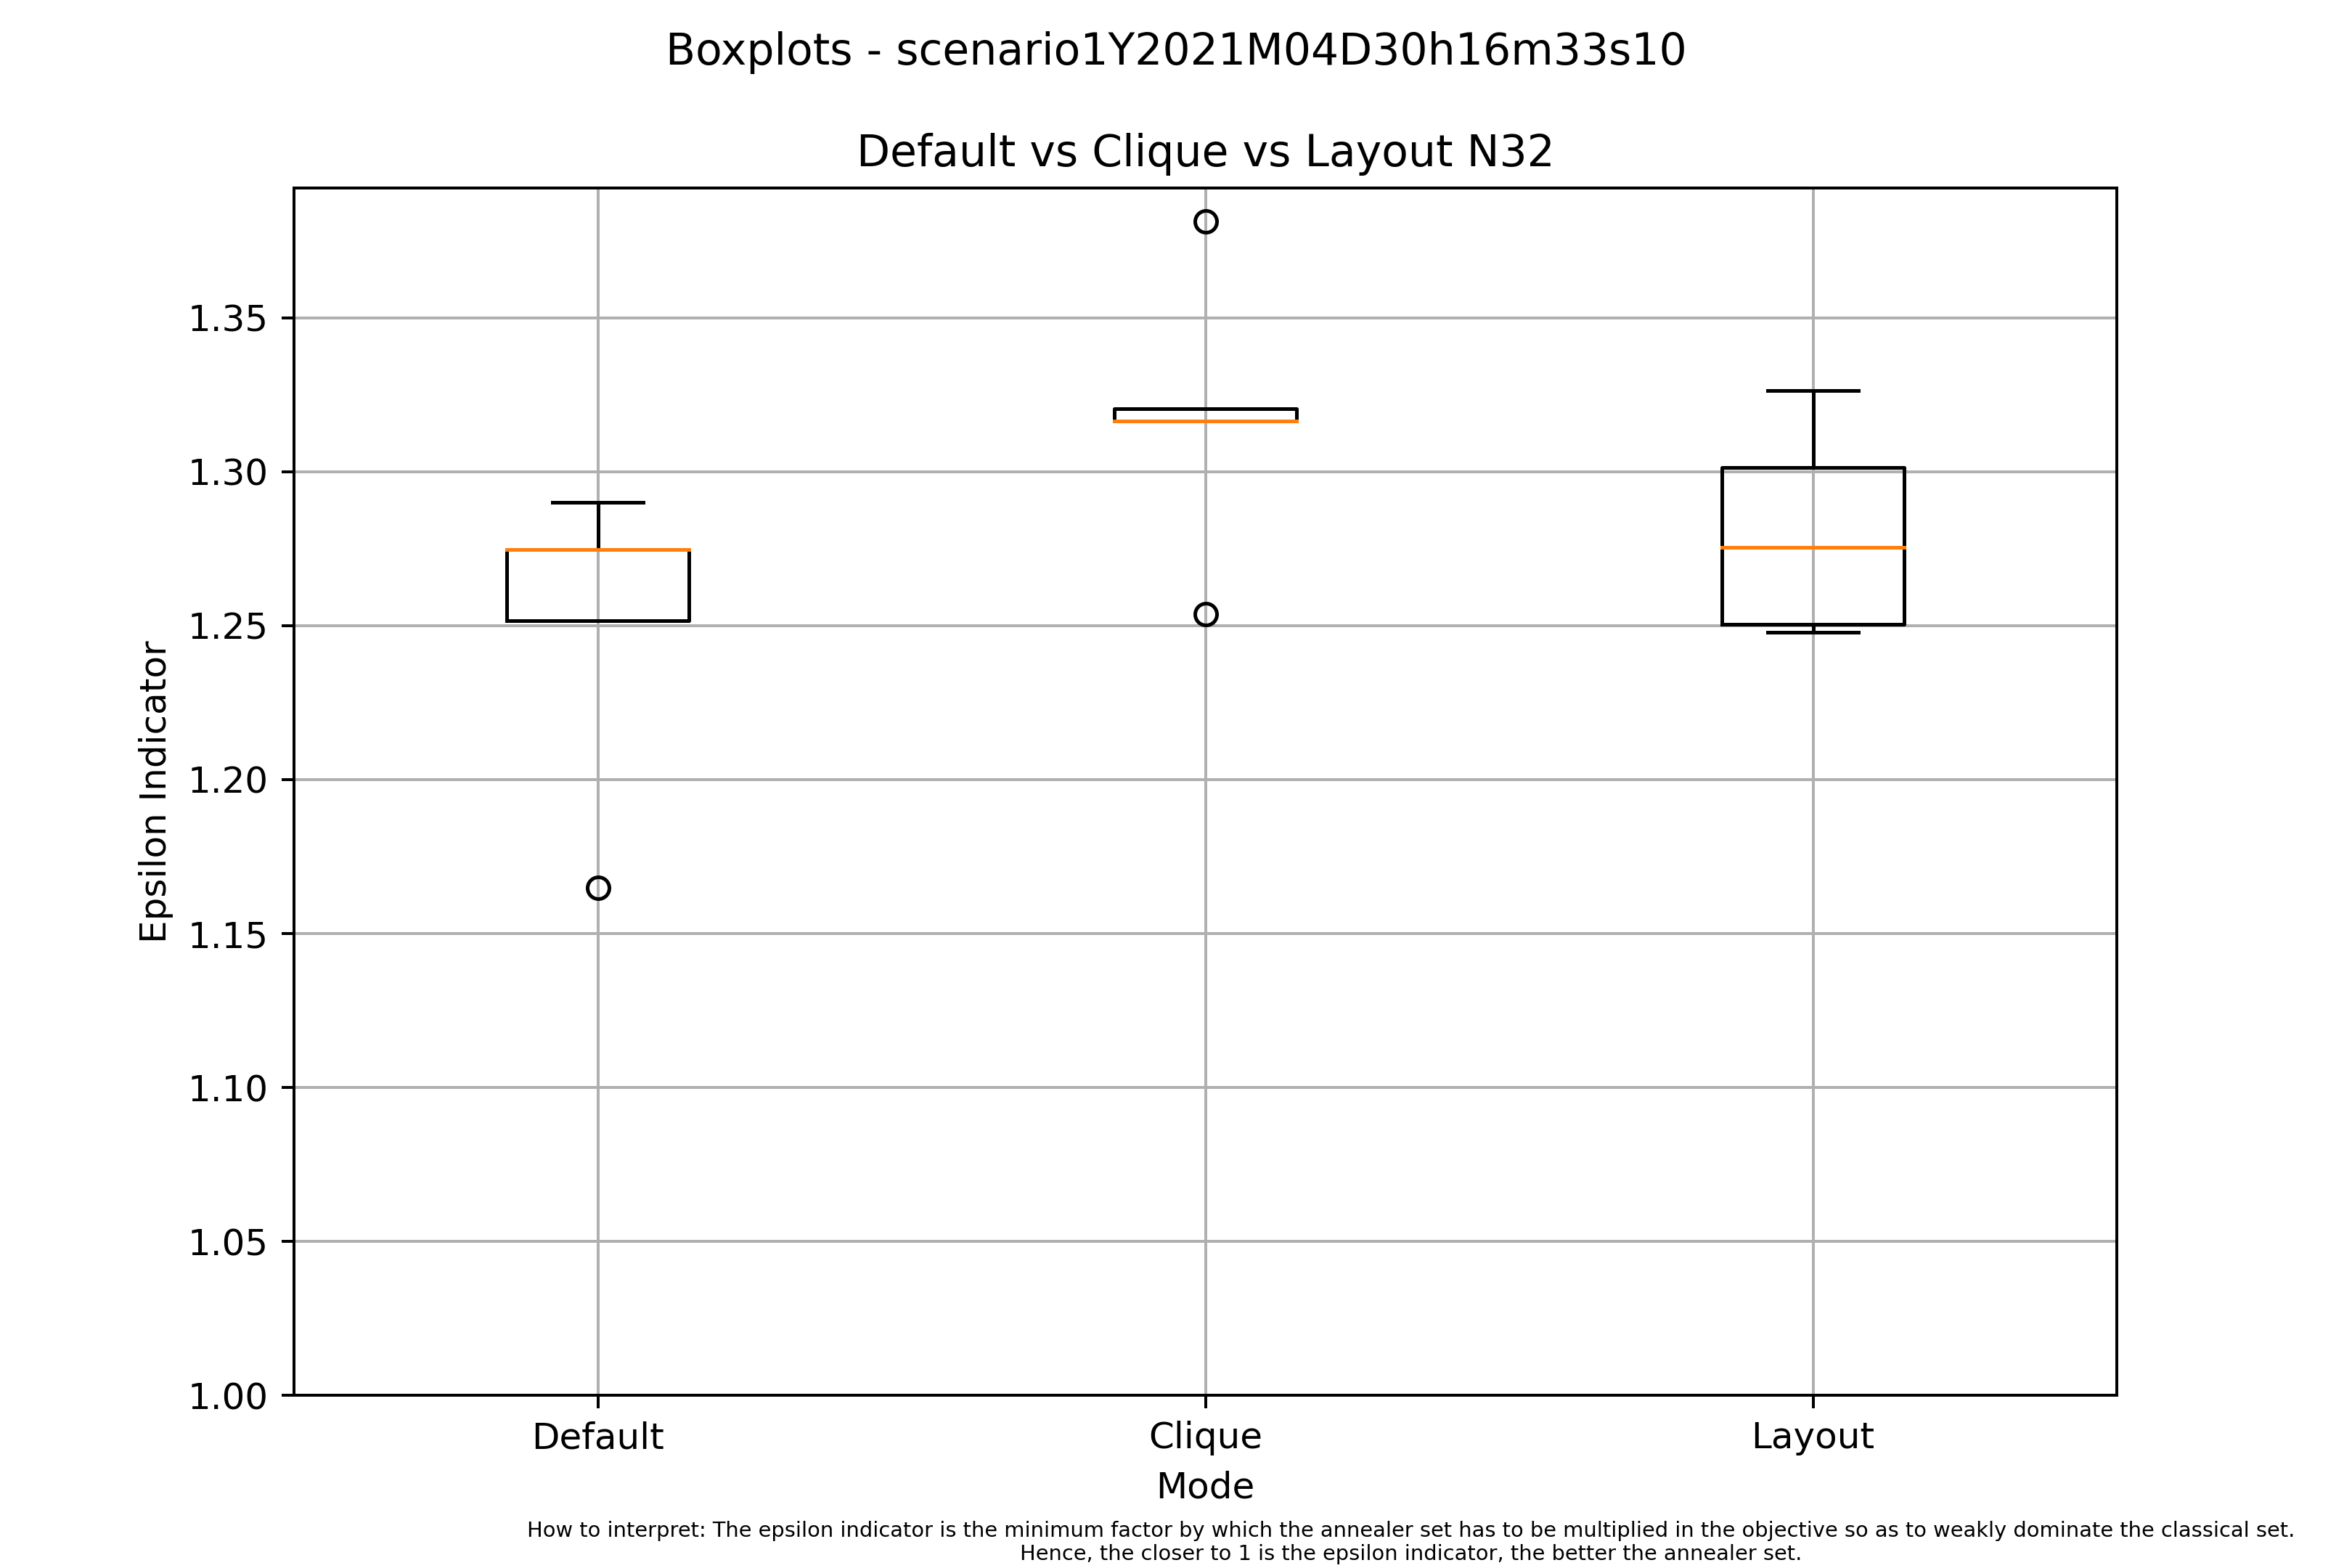 Boxplots - scenario1Y2021M04D30h16m33s10
Default vs Clique vs Layout N32
1.35
1.30
1.25
1.20
1.15
1.10
1.05
1.00
Epsilon Indicator
Default
Clique
Layout
Mode
How to interpret: The epsilon indicator is the minimum factor by which the annealer set has to be multiplied in the objective so as to weakly dominate the classical set.
Hence, the closer to 1 is the epsilon indicator, the better the annealer set.